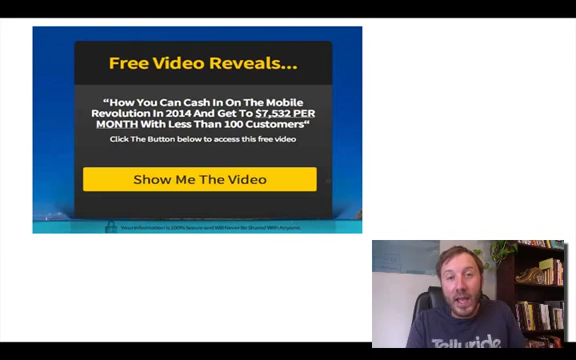 Free Video Reveals...
“How You Can Cash In On The Mobile
Revolution In 2014 And Get To $7,532 PER
MONTH With Less Than 100 Customers“
Click The Button below to access this free video
Show Me The Video
Your Information is 100% Secure and Will Never Be Shared With Anyone.
Telluride